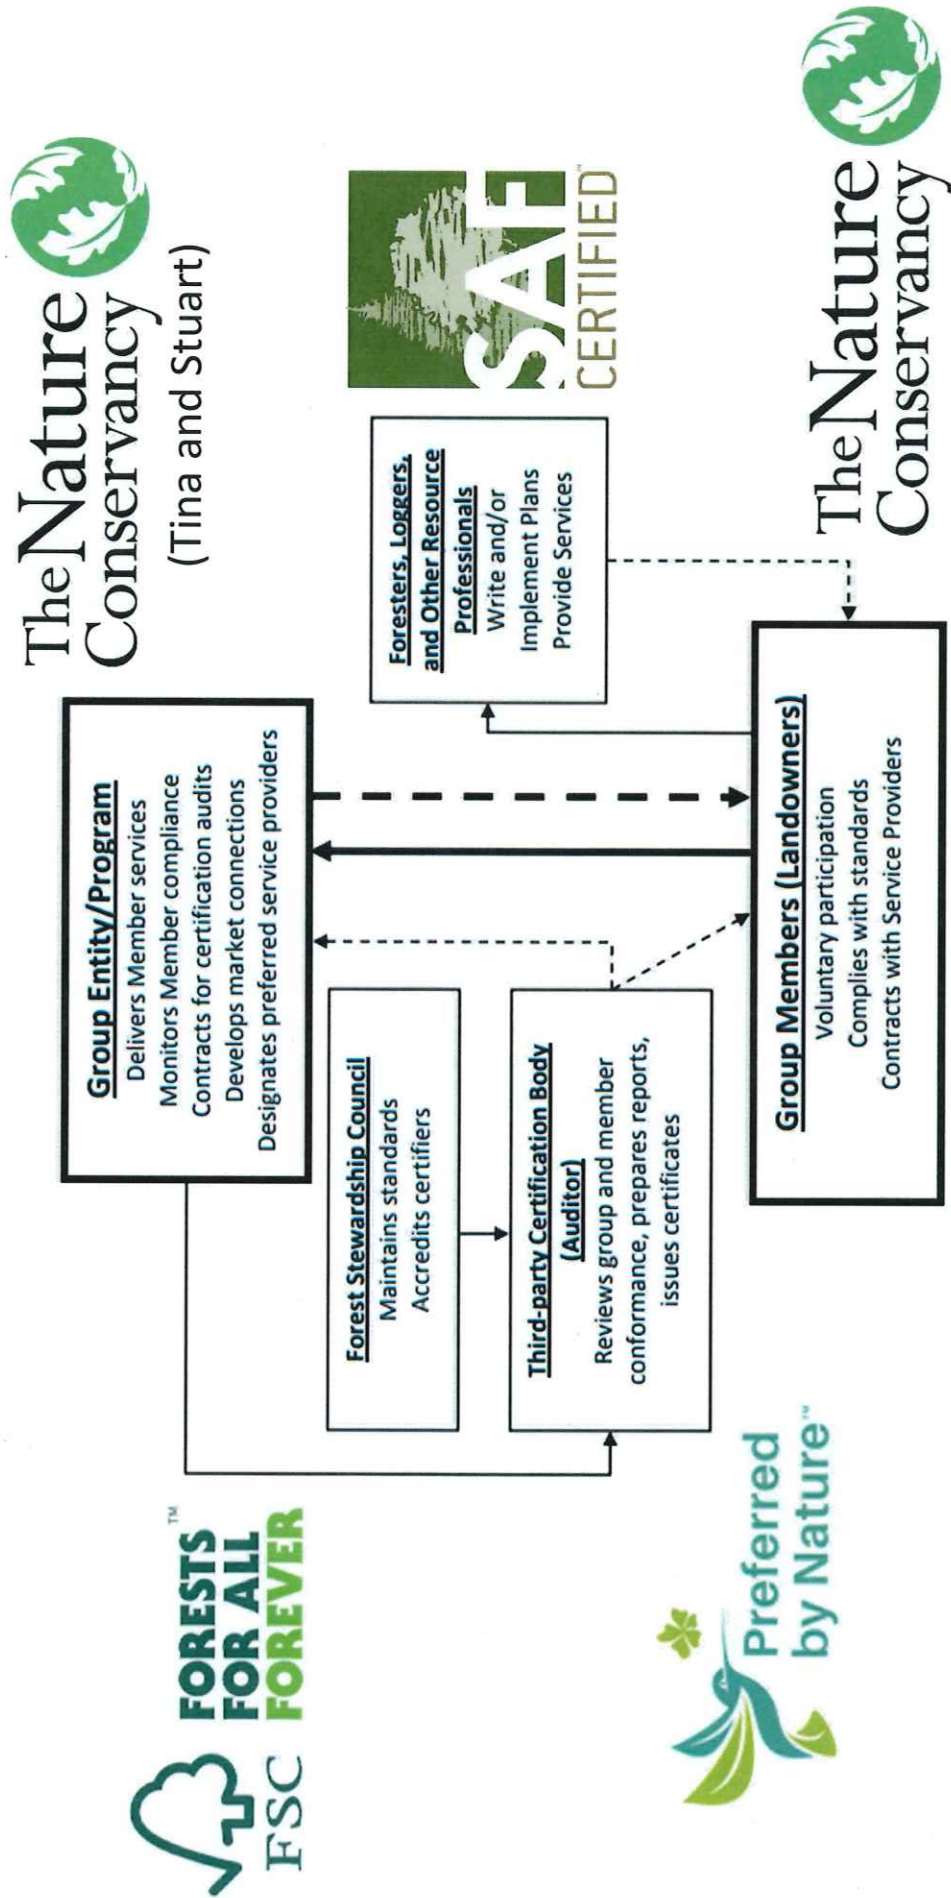 FSC
FORESTS™
FOR ALL
FOREVER
The Nature
Conservancy
(Tina and Stuart)
Group Entity/Program
Delivers Member services
Monitors Member compliance
Contracts for certification audits
Develops market connections
Designates preferred service providers
Forest Stewardship Council
Maintains standards
Accredits certifiers
Foresters, Loggers,
and Other Resource
Professionals
Write and/or
Implement Plans
Provide Services
SAF
CERTIFIED™
Third-party Certification Body
(Auditor)
Reviews group and member
conformance, prepares reports,
issues certificates
Preferred
by Nature™
Group Members (Landowners)
Voluntary participation
Complies with standards
Contracts with Service Providers
The Nature
Conservancy